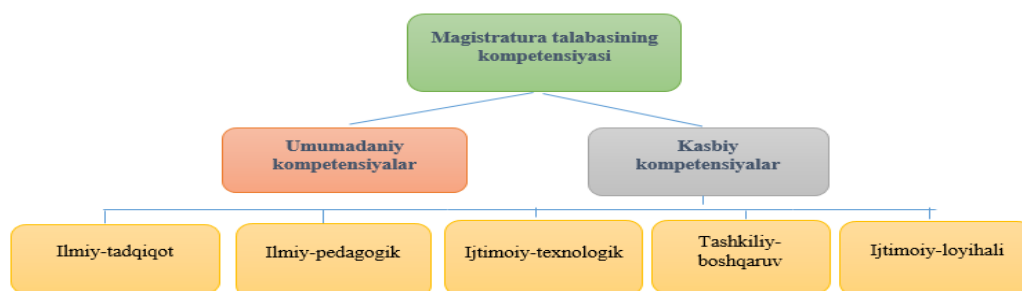 Magistratura talabasining
kompetensiyasi
Umumadaniy
kompetensiyalar
Kasbiy
kompetensiyalar
Ilmiy-tadqiqot
Ilmiy-pedagogik
Ijtimoiy-texnologik
Tashkiliy-
boshqaruv
Ijtimoiy-loyihali